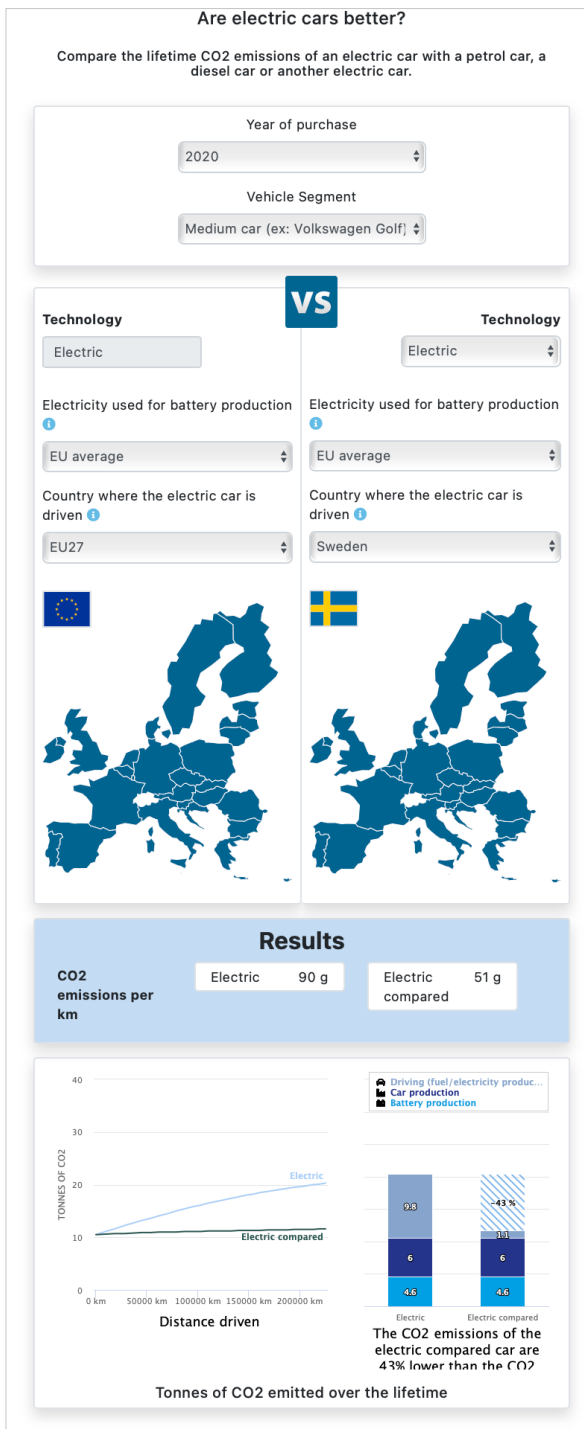 Are electric cars better?
Compare the lifetime CO2 emissions of an electric car with a petrol car, a
diesel car or another electric car.
Year of purchase
2020
Vehicle Segment
Medium car (ex: Volkswagen Golf)
VS
Technology
Electric
Electricity used for battery production
EU average
Country where the electric car is
driven
EU27
Technology
Electric
Electricity used for battery production
EU average
Country where the electric car is
driven
Sweden
Results
CO2
emissions per
km
Electric 90 g
Electric
compared
51 g
TONNES OF CO2
40
30
20
10
0
Electric
Electric compared
0 km 50000 km 100000 km 150000 km 200000 km
Distance driven
Driving (fuel/electricity produc...
Car production
Battery production
9.8
6
4.6
-43 %
1.1
6
4.6
Electric Electric compared
The CO2 emissions of the
electric compared car are
43% lower than the CO2
Tonnes of CO2 emitted over the lifetime